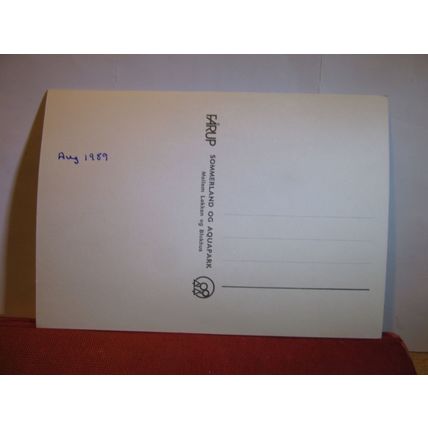 Aug 1989
FÅRUP SOMMERLAND OG AQUAPARK
Mellem Løkken og Blokhus